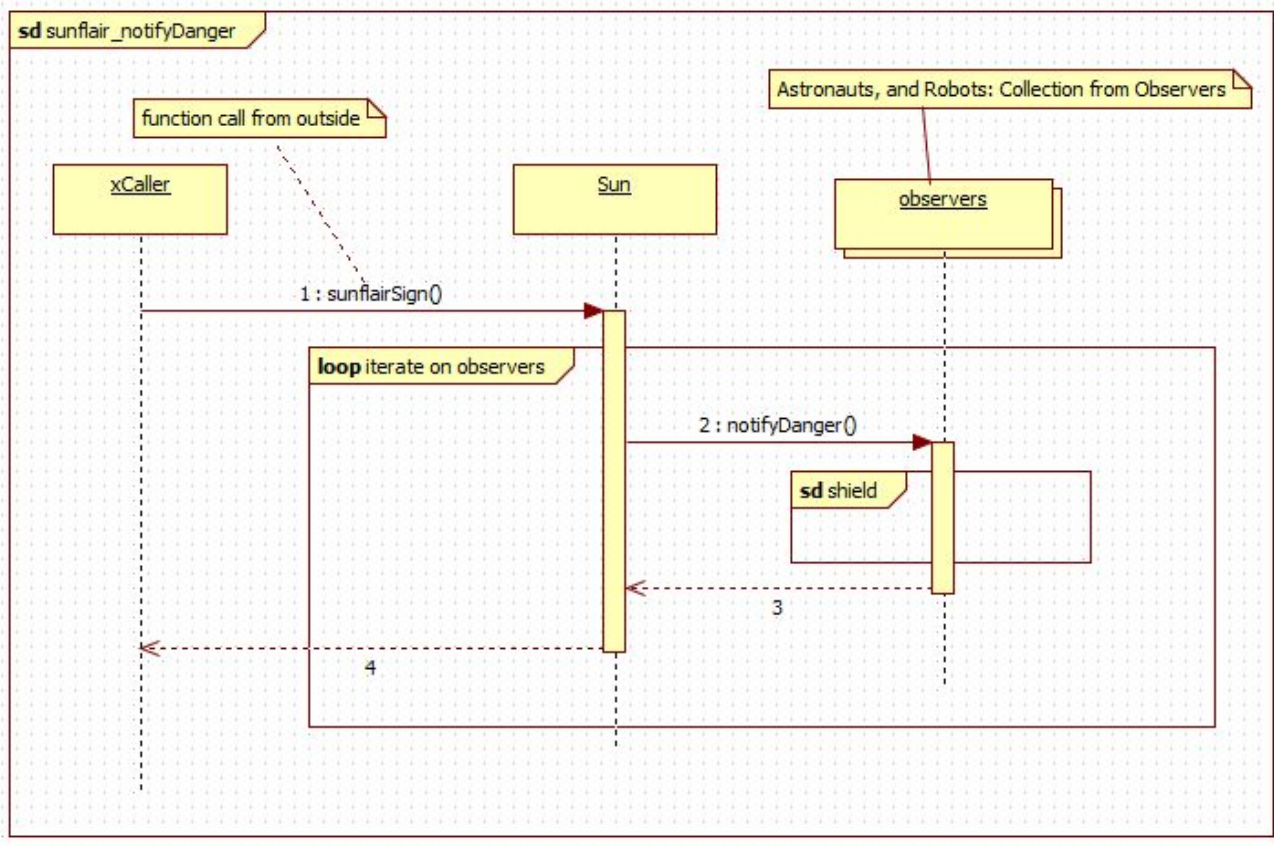 sd sunflair_notifyDanger
Astronauts, and Robots: Collection from Observers
function call from outside
xCaller
Sun
observers
1 : sunflairSign()
loop iterate on observers
2 : notifyDanger()
sd shield
3
4